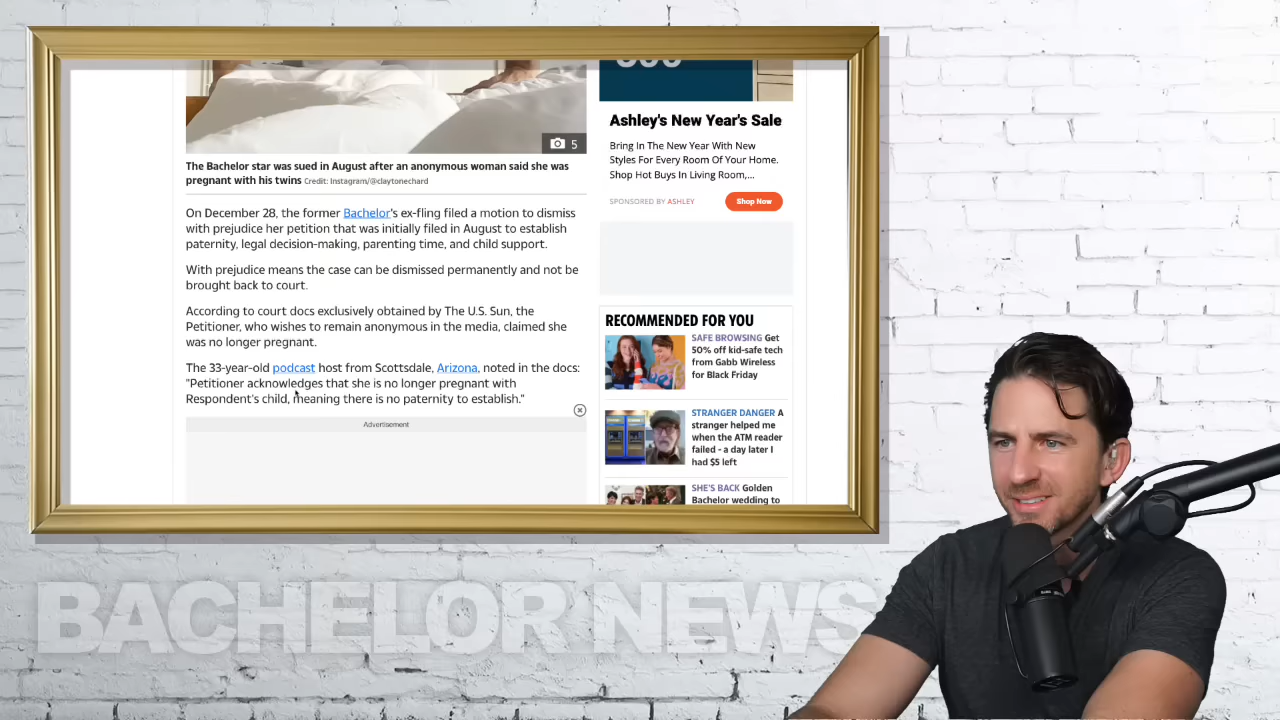 5
The Bachelor star was sued in August after an anonymous woman said she was
pregnant with his twins Credit: Instagram/@claytonechard
On December 28, the former Bachelor's ex-fling filed a motion to dismiss
with prejudice her petition that was initially filed in August to establish
paternity, legal decision-making, parenting time, and child support.
With prejudice means the case can be dismissed permanently and not be
brought back to court.
According to court docs exclusively obtained by The U.S. Sun, the
Petitioner, who wishes to remain anonymous in the media, claimed she
was no longer pregnant.
The 33-year-old podcast host from Scottsdale, Arizona, noted in the docs:
"Petitioner acknowledges that she is no longer pregnant with
Respondent's child, meaning there is no paternity to establish."
Advertisement
Ashley's New Year's Sale
Bring In The New Year With New
Styles For Every Room Of Your Home.
Shop Hot Buys In Living Room,...
SPONSORED BY ASHLEY
Shop Now
RECOMMENDED FOR YOU
SAFE BROWSING Get
50% off kid-safe tech
from Gabb Wireless
for Black Friday
STRANGER DANGER A
stranger helped me
when the ATM reader
failed - a day later I
had $5 left
SHE'S BACK Golden
Bachelor wedding to
BACHELOR NEWS